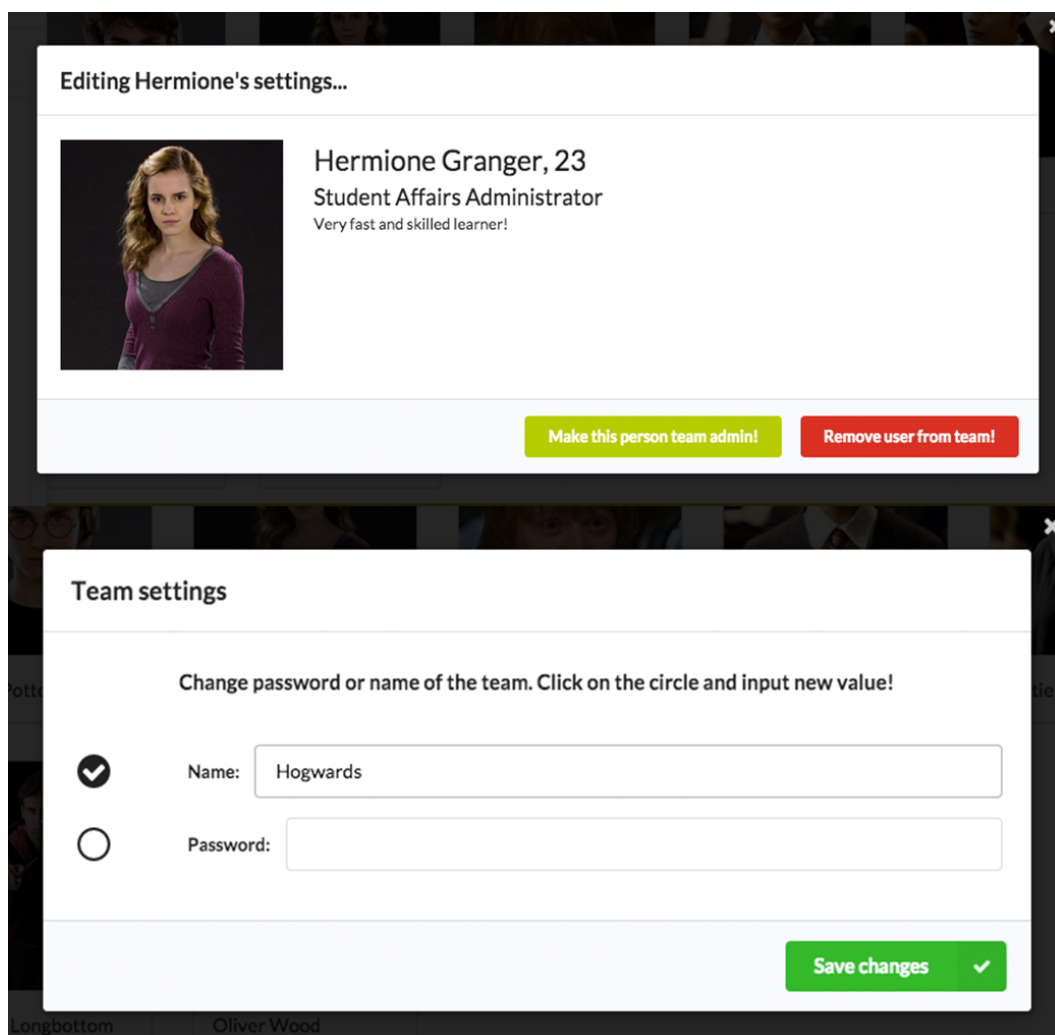 Editing Hermione's settings...
Hermione Granger, 23
Student Affairs Administrator
Very fast and skilled learner!
Make this person team admin! Remove user from team!
Team settings
Change password or name of the team. Click on the circle and input new value!
Name: Hogwards
Password:
Save changes
Longbottom Oliver Wood